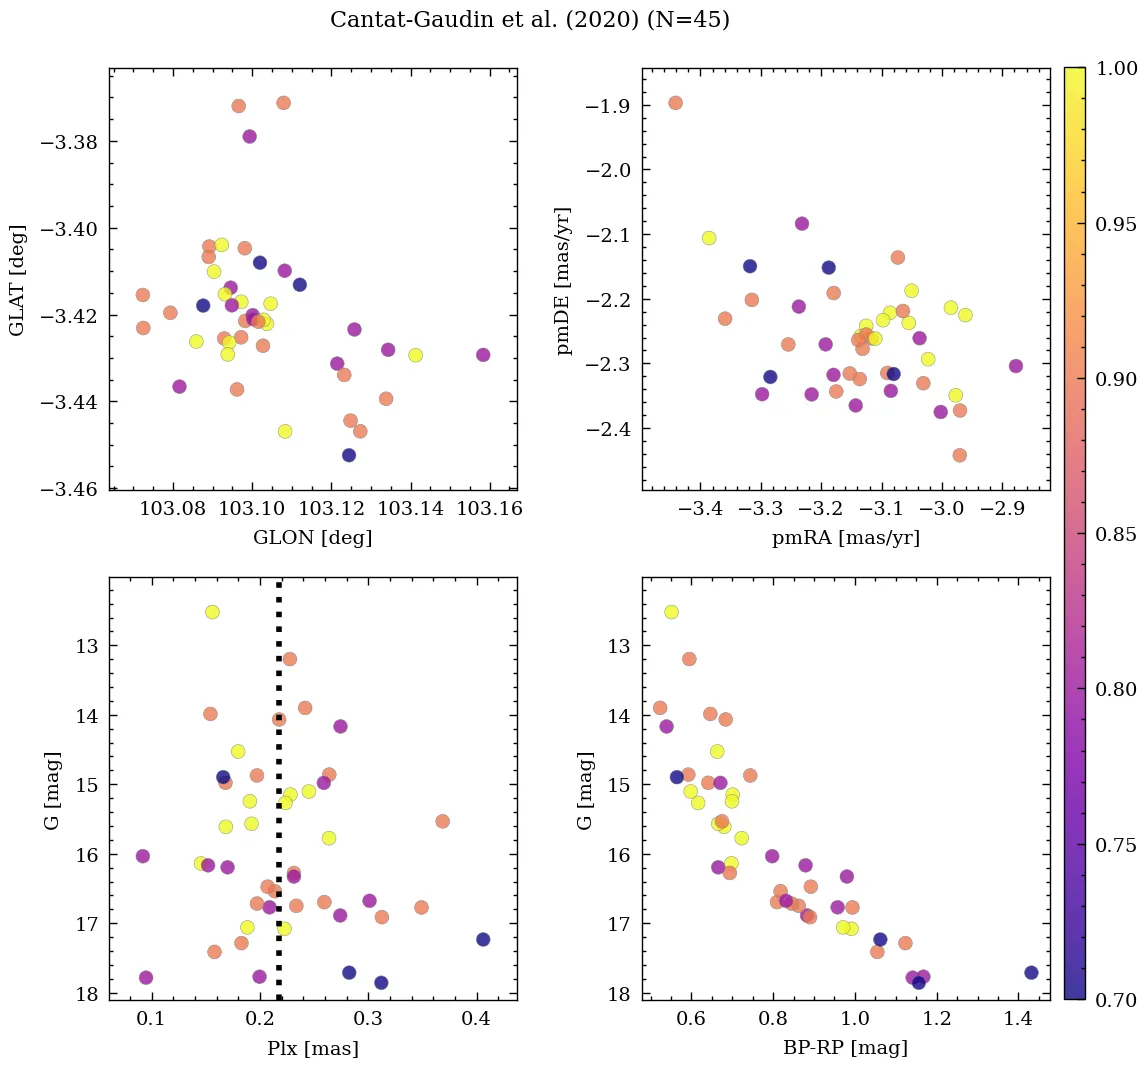 Cantat-Gaudin et al. (2020) (N=45)
−3.38
−3.40
−3.42
−3.44
−3.46
GLAT [deg]
103.08 103.10 103.12 103.14 103.16
GLON [deg]
−1.9
−2.0
−2.1
−2.2
−2.3
−2.4
pmDE [mas/yr]
−3.4 −3.3 −3.2 −3.1 −3.0 −2.9
pmRA [mas/yr]
13
14
15
16
17
18
G [mag]
0.1 0.2 0.3 0.4
Plx [mas]
13
14
15
16
17
18
G [mag]
0.6 0.8 1.0 1.2 1.4
BP-RP [mag]
1.00
0.95
0.90
0.85
0.80
0.75
0.70